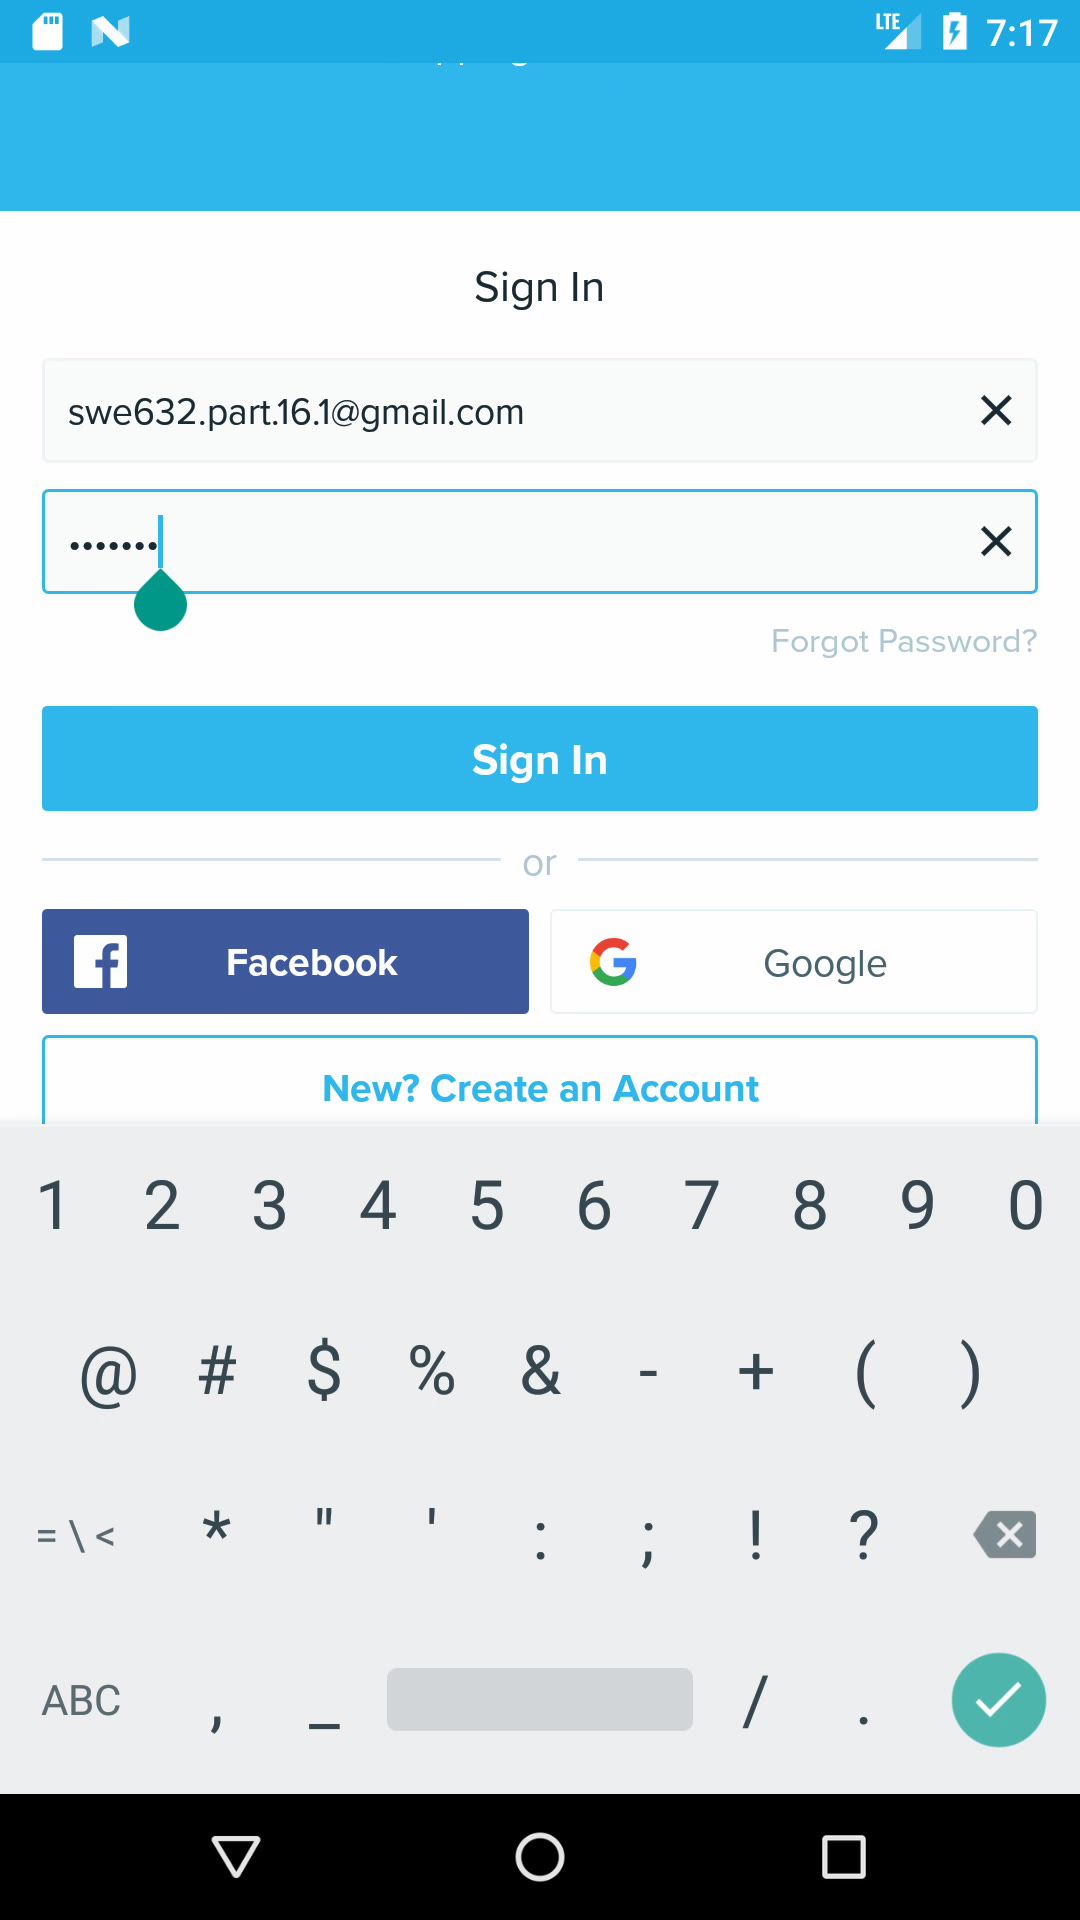 LTE 7:17
Sign In
swe632.part.16.1@gmail.com
•••••••
Forgot Password?
Sign In
or
Facebook
Google
New? Create an Account
1 2 3 4 5 6 7 8 9 0
@ # $ % & - + ( )
= \ < * " ' : ; ! ?
ABC , _ / .